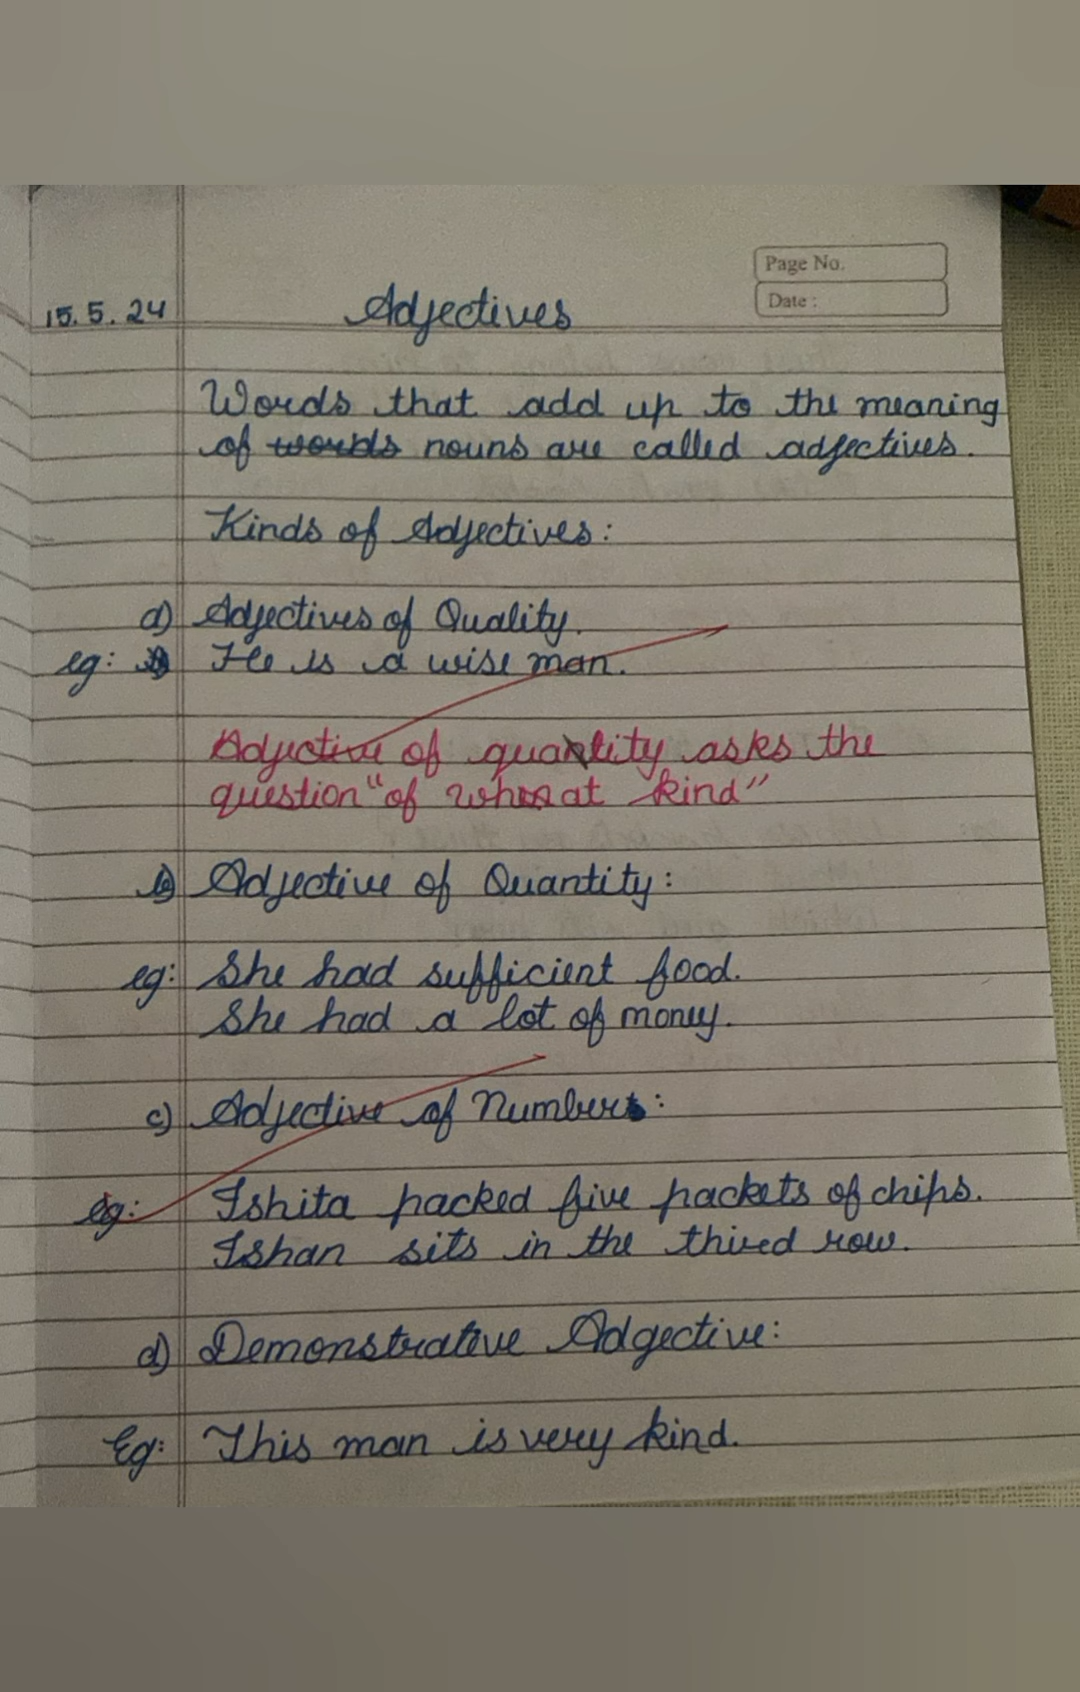 Page No.
Date :
15.5.24 Adjectives
Words that add up to the meaning
of words nouns are called adjectives.
Kinds of Adjectives:
a) Adjectives of Quality.
eg: He is a wise man.
Adjective of quality asks the
question "of what kind"
b) Adjective of Quantity:
eg: She had sufficient food.
She had a lot of money.
c) Adjective of Number:
eg: Ishita packed five packets of chips.
Ishan sits in the third row.
d) Demonstrative Adgective:
Eg: This man is very kind.